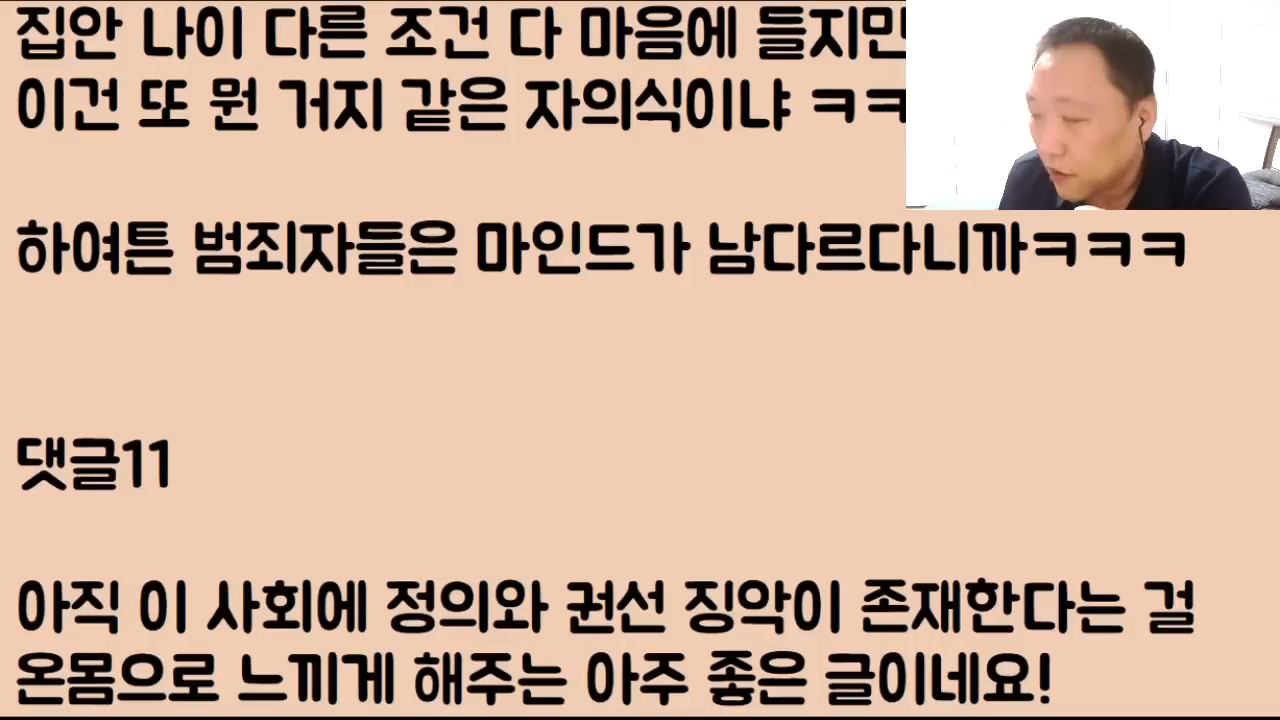 집안 나이 다른 조건 다 마음에 들지만
이건 또 뭔 거지 같은 자의식이냐 ㅋㅋ
하여튼 범죄자들은 마인드가 남다르다니까ㅋㅋㅋ
댓글11
아직 이 사회에 정의와 권선 징악이 존재한다는 걸
온몸으로 느끼게 해주는 아주 좋은 글이네요!